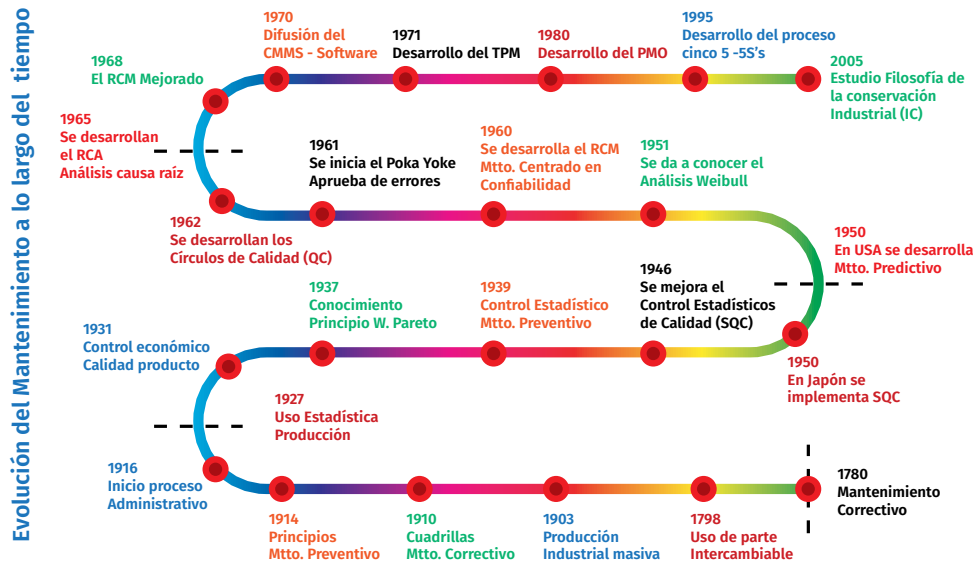 Evolución del Mantenimiento a lo largo del tiempo
1970
Difusión del
CMMS - Software
1971
Desarrollo del TPM
1980
Desarrollo del PMO
1995
Desarrollo del proceso
cinco 5 -5S's
2005
Estudio Filosofía de
la conservación
Industrial (IC)
1968
El RCM Mejorado
1965
Se desarrollan
el RCA
Análisis causa raíz
1962
Se desarrollan los
Círculos de Calidad (QC)
1961
Se inicia el Poka Yoke
Aprueba de errores
1960
Se desarrolla el RCM
Mtto. Centrado en
Confiabilidad
1951
Se da a conocer el
Análisis Weibull
1950
En USA se desarrolla
Mtto. Predictivo
1950
En Japón se
implementa SQC
1946
Se mejora el
Control Estadísticos
de Calidad (SQC)
1939
Control Estadístico
Mtto. Preventivo
1937
Conocimiento
Principio W. Pareto
1931
Control económico
Calidad producto
1927
Uso Estadística
Producción
1916
Inicio proceso
Administrativo
1914
Principios
Mtto. Preventivo
1910
Cuadrillas
Mtto. Correctivo
1903
Producción
Industrial masiva
1798
Uso de parte
Intercambiable
1780
Mantenimiento
Correctivo